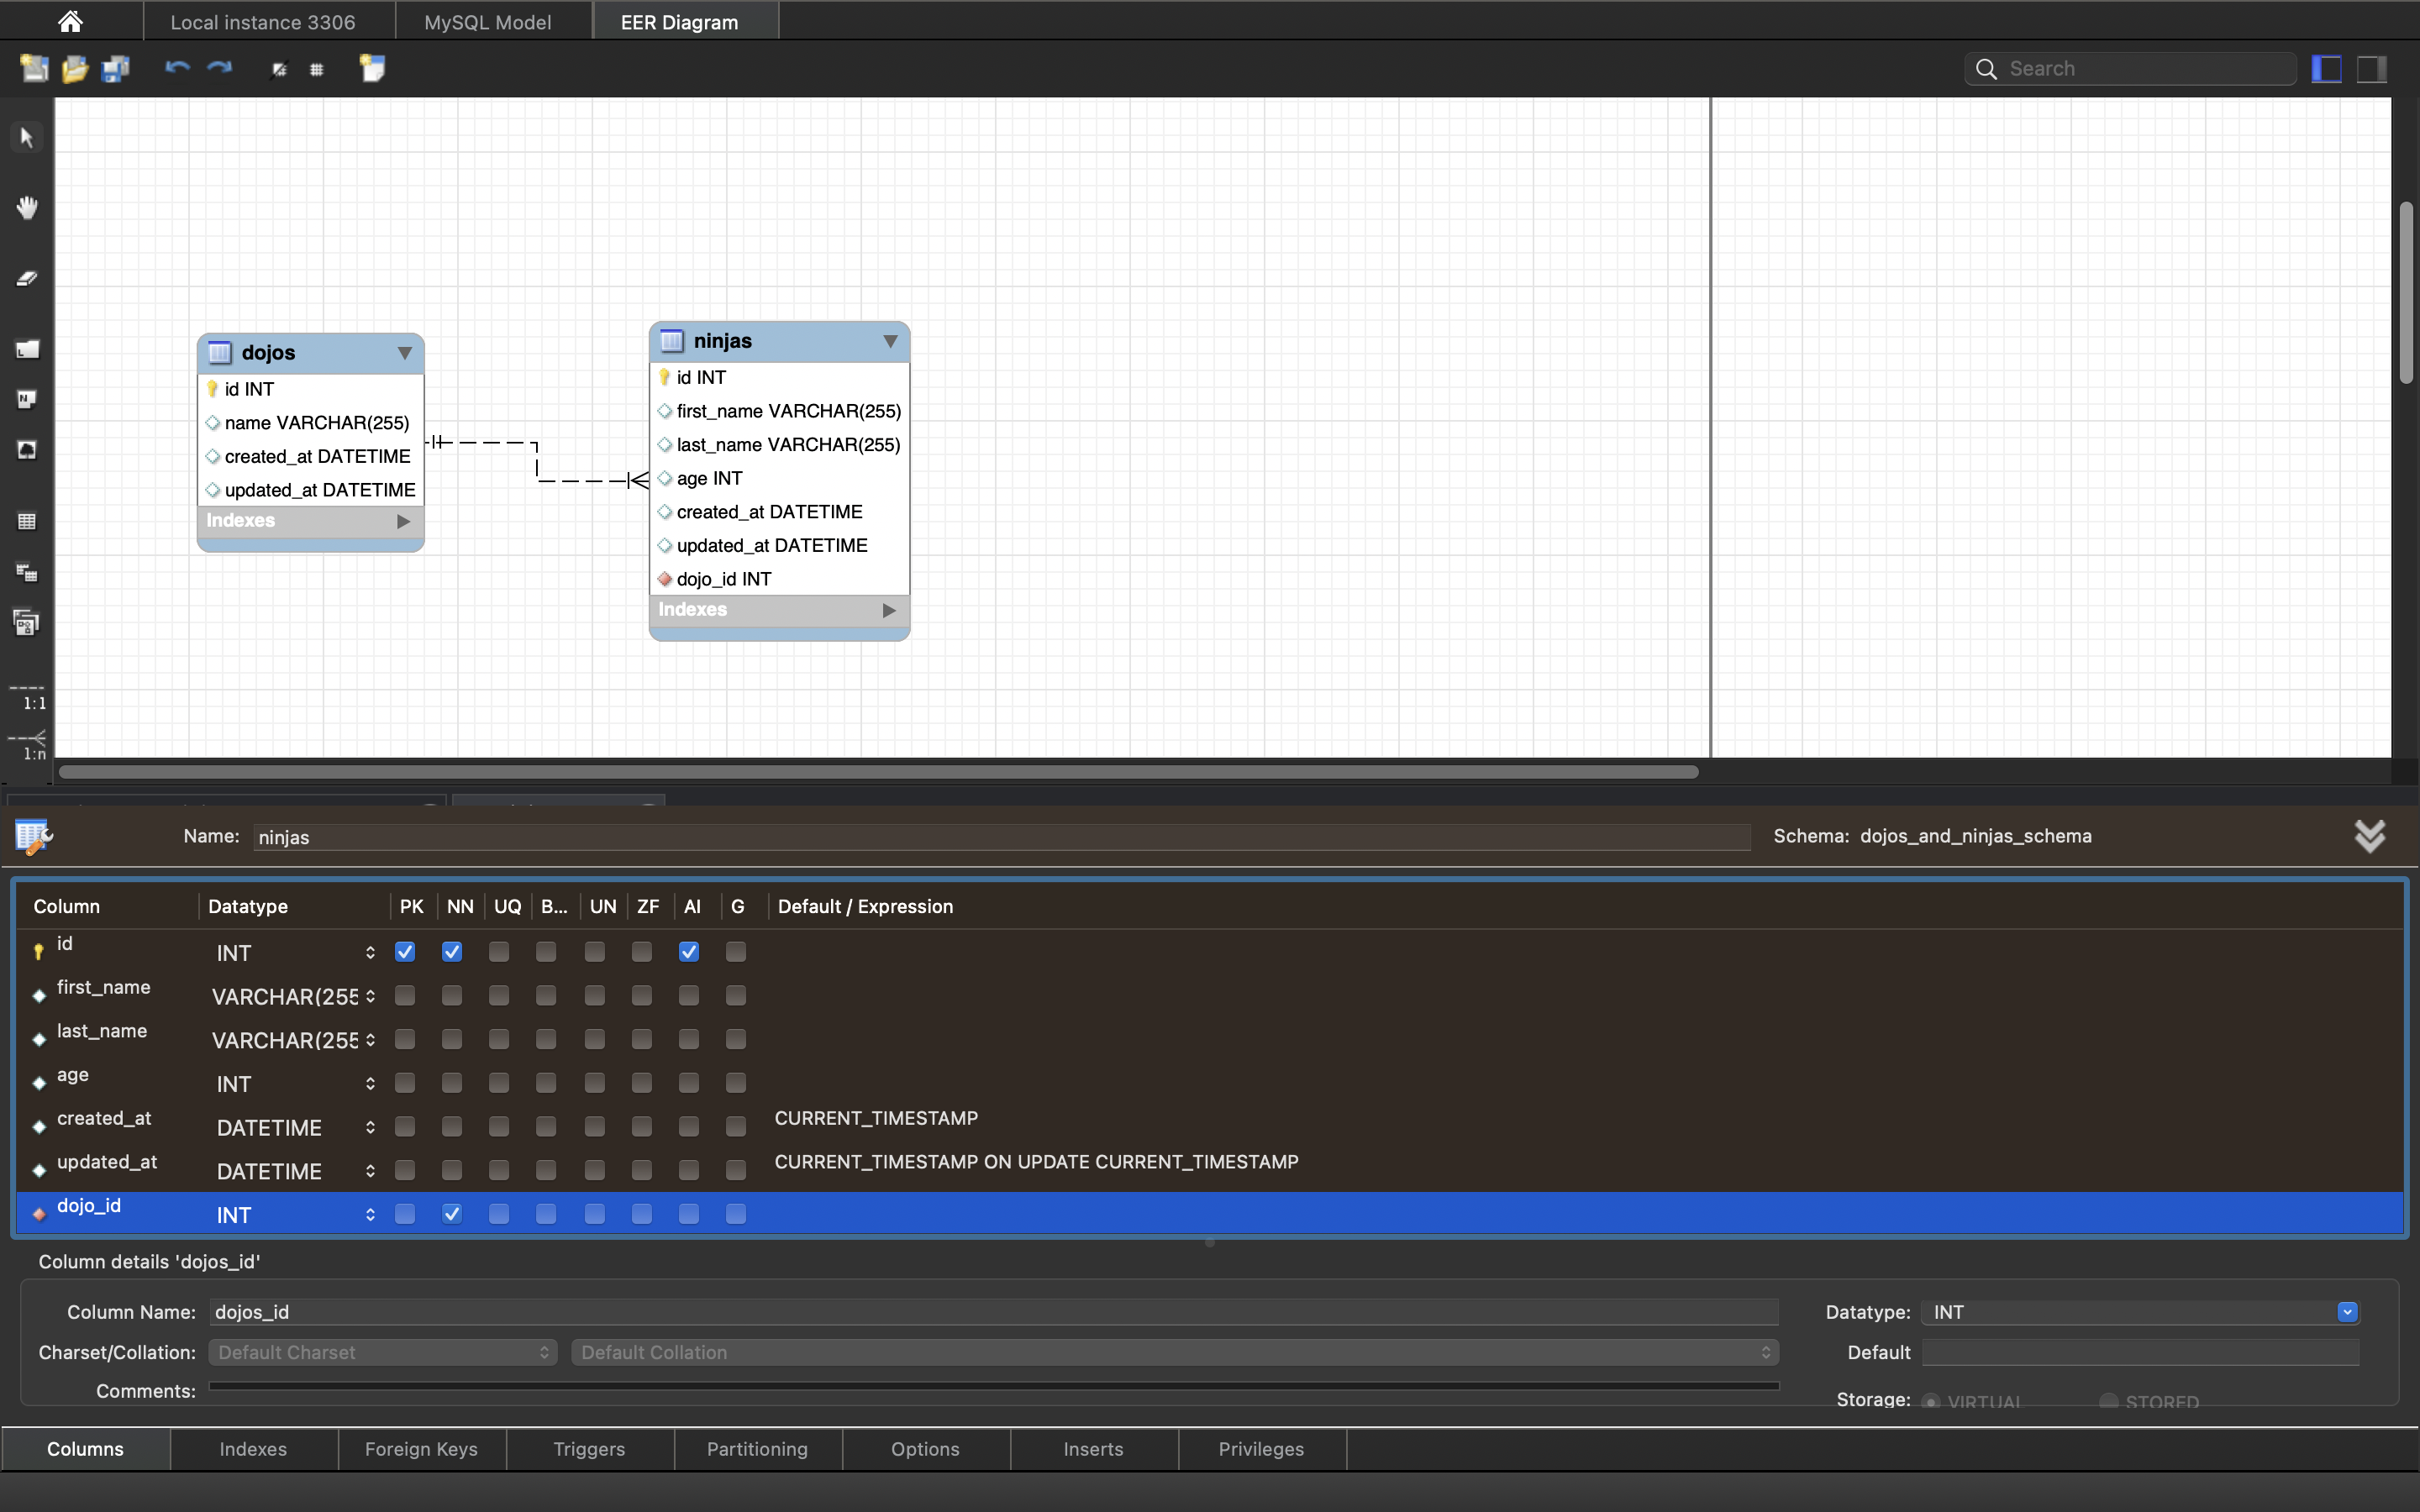 Local instance 3306 MySQL Model EER Diagram
Search
dojos
id INT
name VARCHAR(255)
created_at DATETIME
updated_at DATETIME
Indexes
ninjas
id INT
first_name VARCHAR(255)
last_name VARCHAR(255)
age INT
created_at DATETIME
updated_at DATETIME
dojo_id INT
Indexes
1:1
1:n
Name: ninjas Schema: dojos_and_ninjas_schema
Column Datatype PK NN UQ B... UN ZF AI G Default / Expression
id INT
first_name VARCHAR(255
last_name VARCHAR(255
age INT
created_at DATETIME CURRENT_TIMESTAMP
updated_at DATETIME CURRENT_TIMESTAMP ON UPDATE CURRENT_TIMESTAMP
dojo_id INT
Column details 'dojos_id'
Column Name: dojos_id Datatype: INT
Charset/Collation: Default Charset Default Collation Default
Comments: Storage: VIRTUAL STORED
Columns Indexes Foreign Keys Triggers Partitioning Options Inserts Privileges